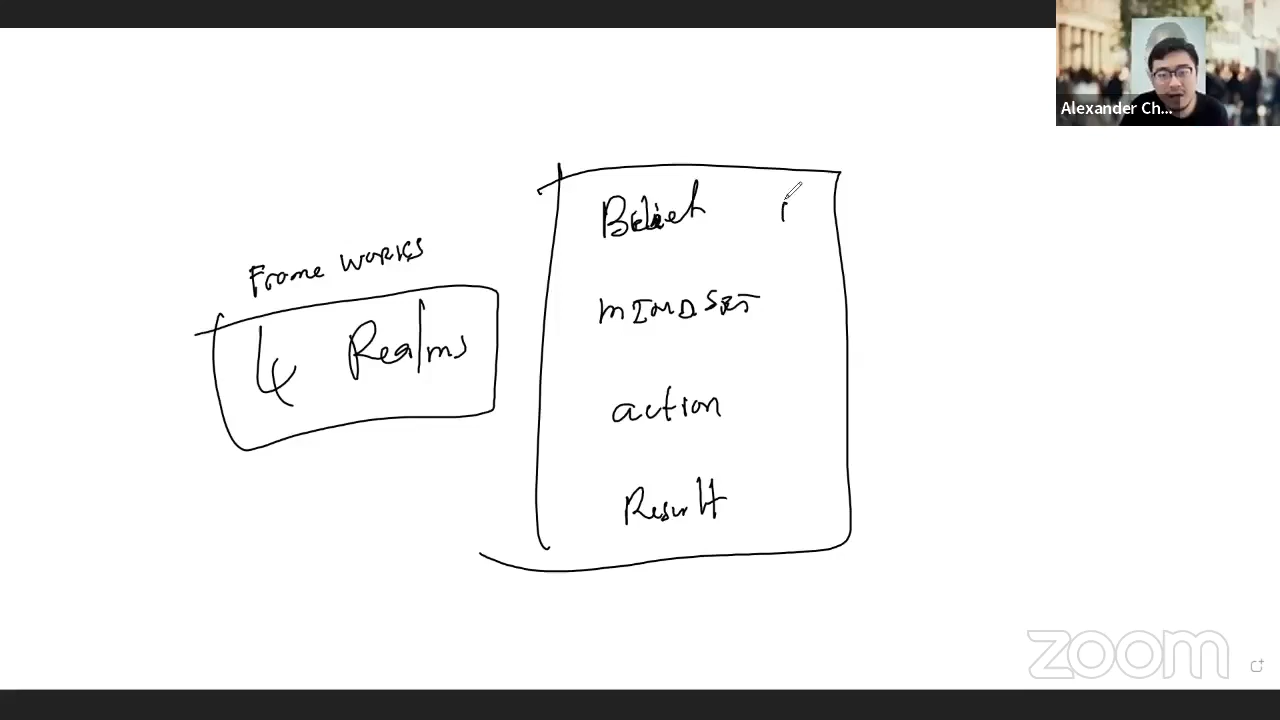 Alexander Ch...
Frame works
4 Realms
Belief
MINDSET
action
Result
zoom